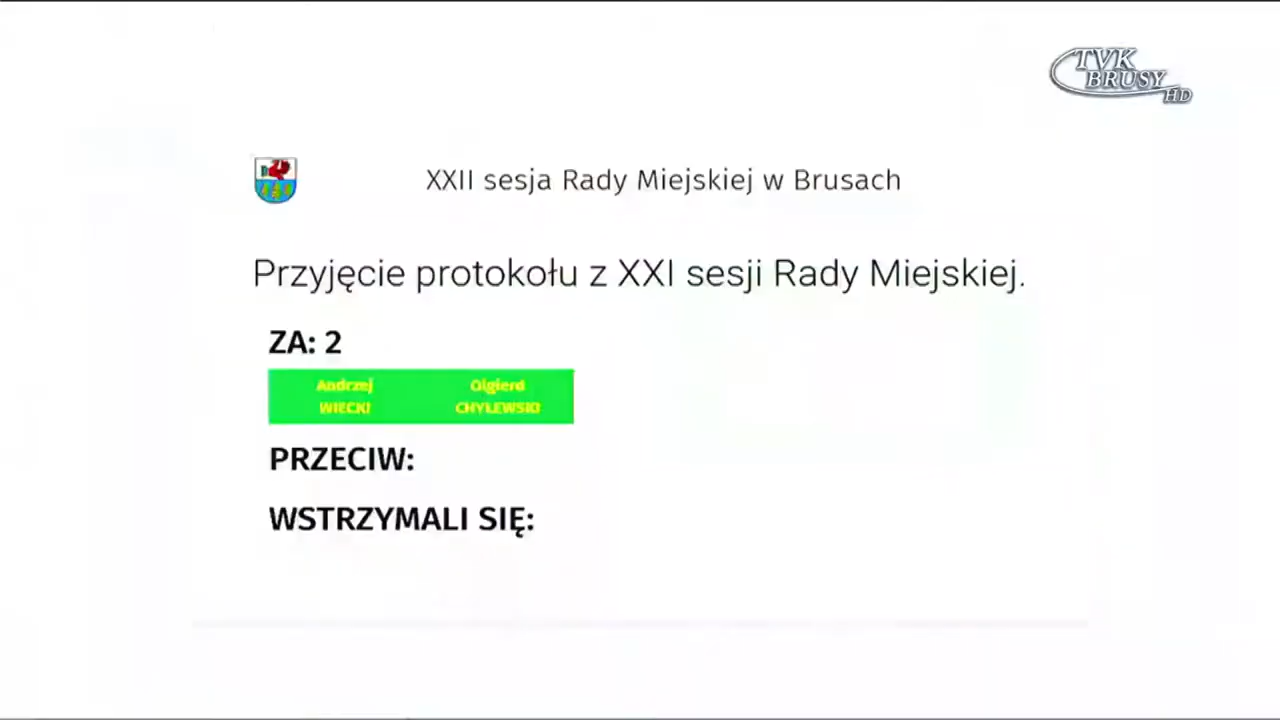 TVK
BRUSY
HD
XXII sesja Rady Miejskiej w Brusach
Przyjęcie protokołu z XXI sesji Rady Miejskiej.
ZA: 2
Andrzej Olgierd
WIECKI CHYLEWSKI
PRZECIW:
WSTRZYMALI SIĘ: